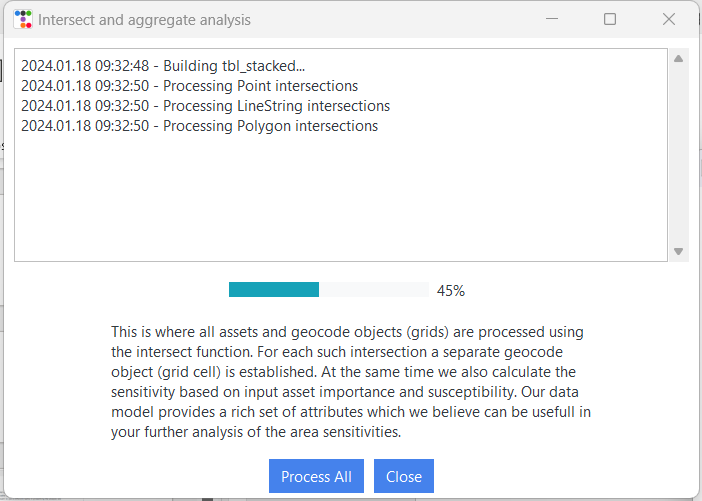 Intersect and aggregate analysis
2024.01.18 09:32:48 - Building tbl_stacked...
2024.01.18 09:32:50 - Processing Point intersections
2024.01.18 09:32:50 - Processing LineString intersections
2024.01.18 09:32:50 - Processing Polygon intersections
45%
This is where all assets and geocode objects (grids) are processed using
the intersect function. For each such intersection a separate geocode
object (grid cell) is established. At the same time we also calculate the
sensitivity based on input asset importance and susceptibility. Our data
model provides a rich set of attributes which we believe can be usefull in
your further analysis of the area sensitivities.
Process All
Close